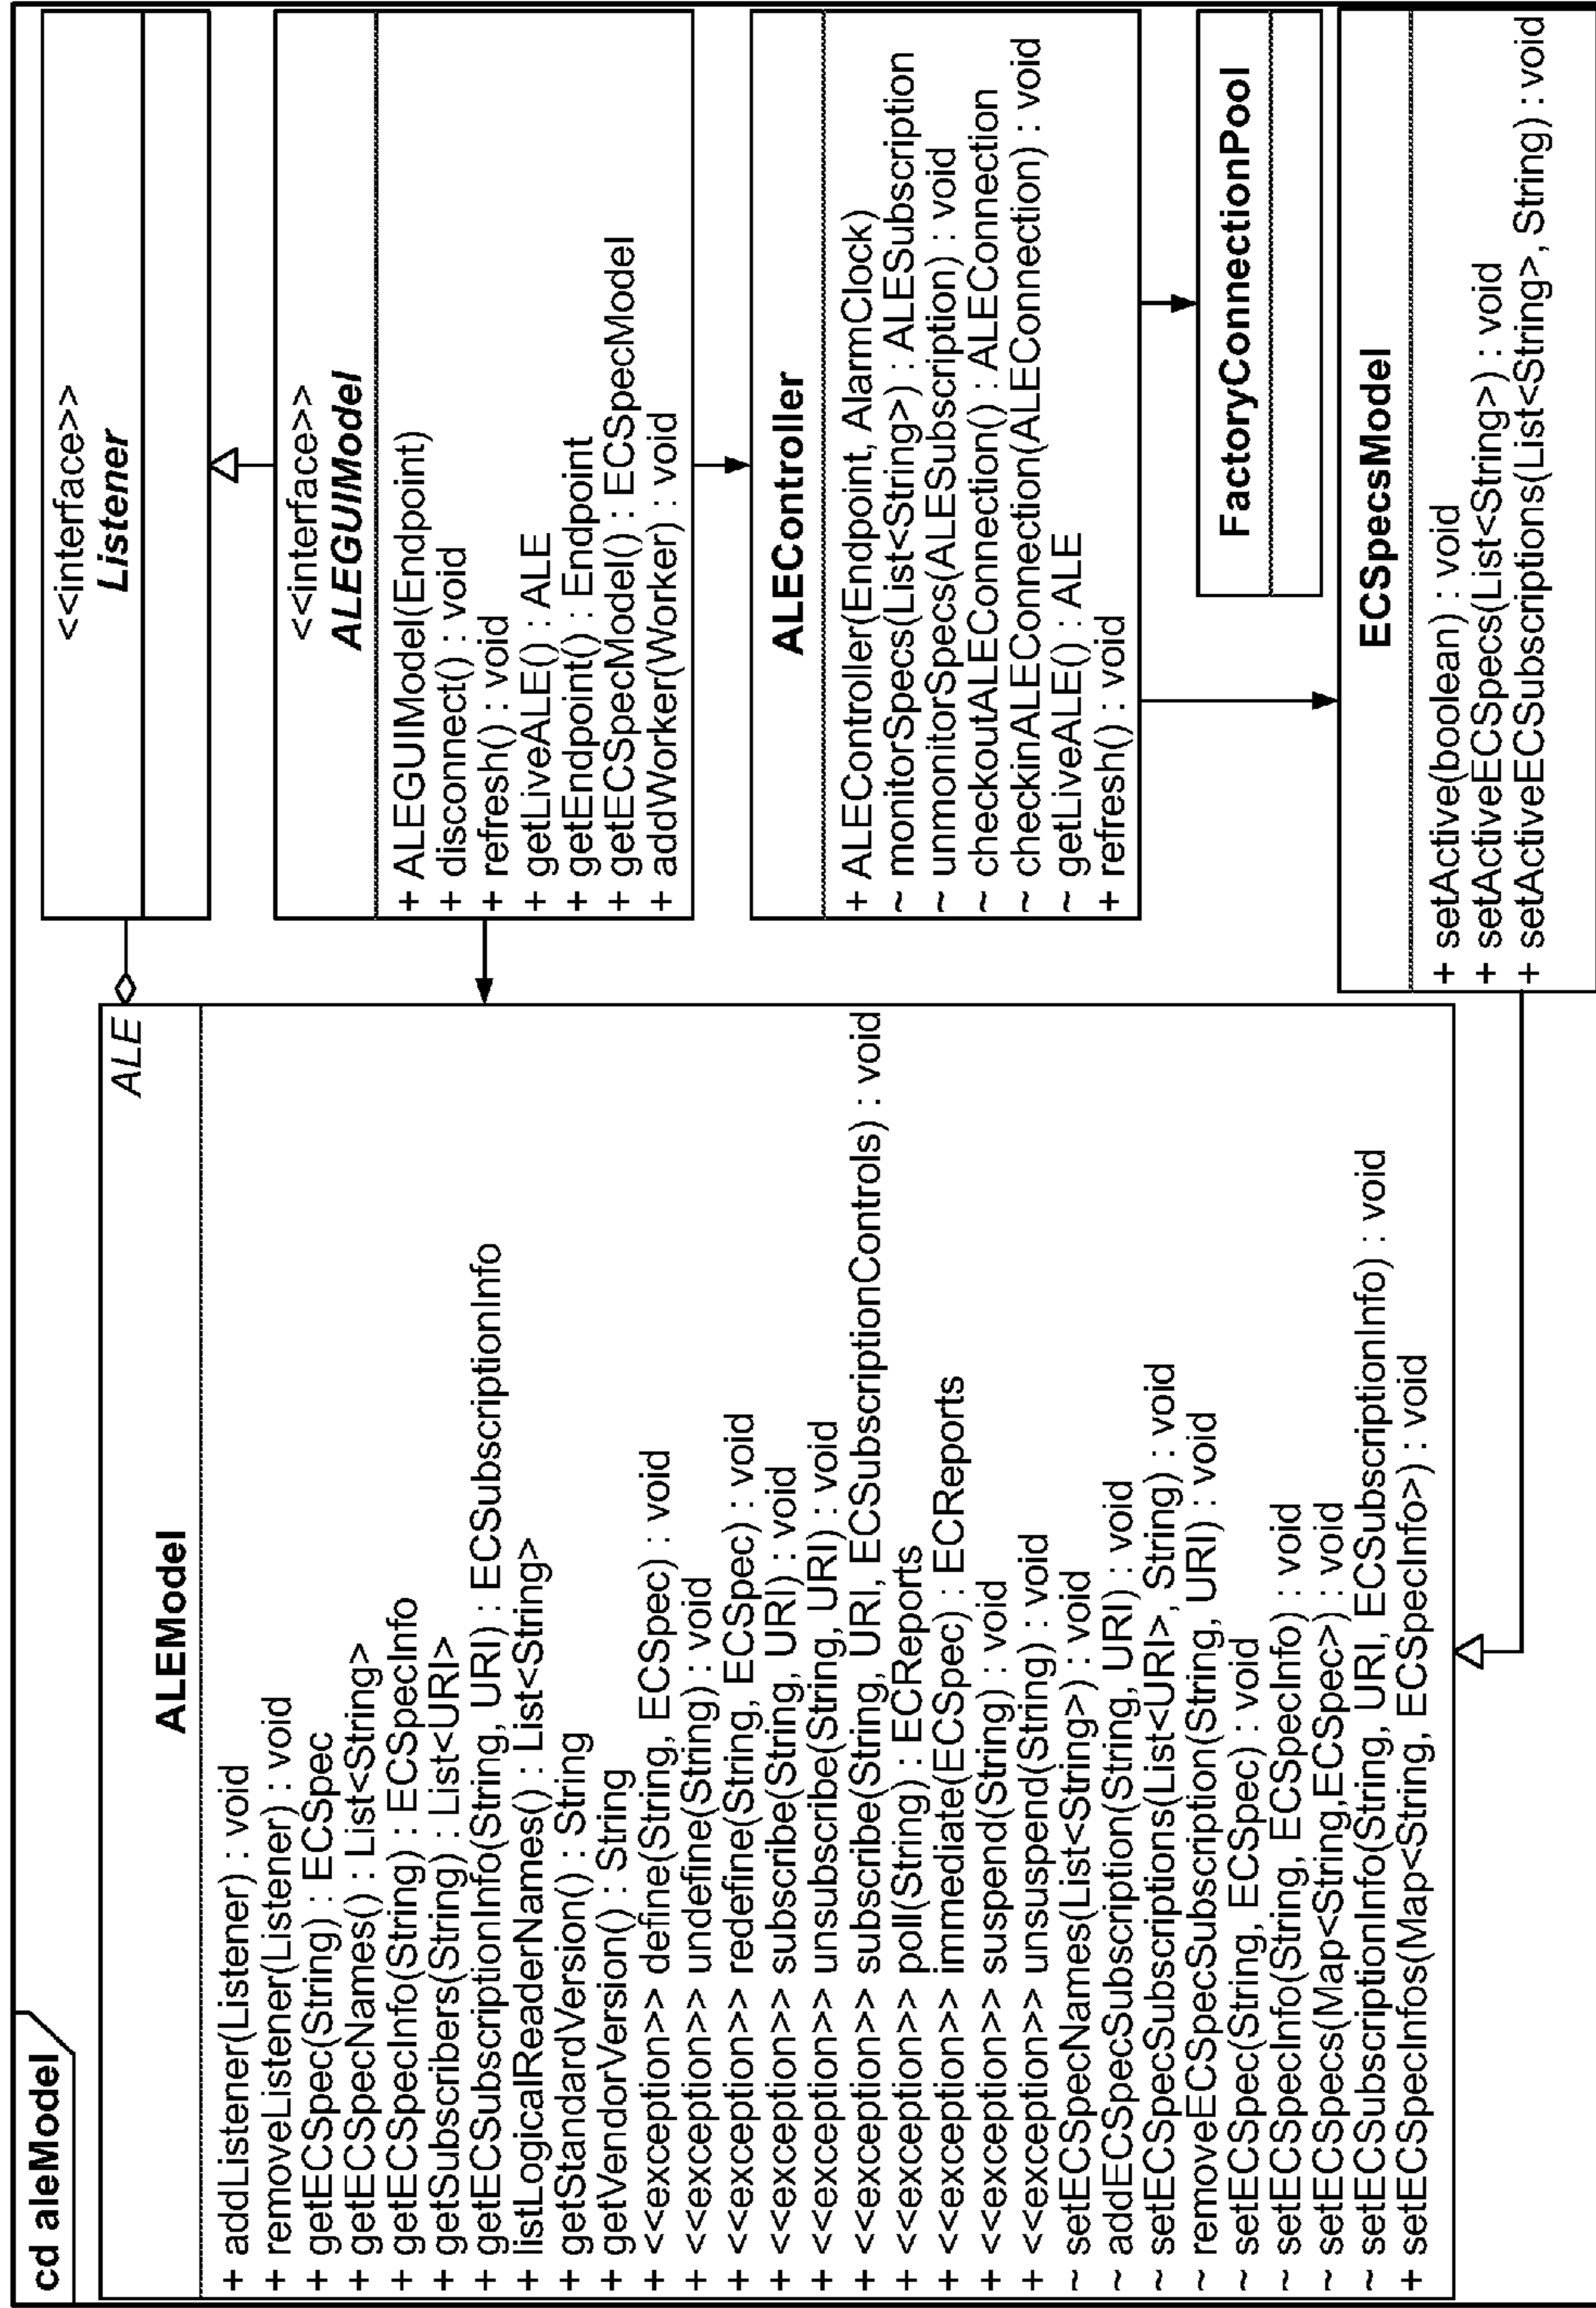 cd aleModel
ALEModel
ALE
+ addListener(Listener) : void
+ removeListener(Listener) : void
+ getECSpec(String) : ECSpec
+ getECSpecNames() : List<String>
+ getECSpecInfo(String) : ECSpecInfo
+ getSubscribers(String) : List<URI>
+ getECSubscriptionInfo(String, URI) : ECSubscriptionInfo
+ listLogicalReaderNames() : List<String>
+ getStandardVersion() : String
+ getVendorVersion() : String
+ <<exception>> define(String, ECSpec) : void
+ <<exception>> undefine(String) : void
+ <<exception>> redefine(String, ECSpec) : void
+ <<exception>> subscribe(String, URI) : void
+ <<exception>> unsubscribe(String, URI) : void
+ <<exception>> subscribe(String, URI, ECSubscriptionControls) : void
+ <<exception>> poll(String) : ECReports
+ <<exception>> immediate(ECSpec) : ECReports
+ <<exception>> suspend(String) : void
+ <<exception>> unsuspend(String) : void
~ setECSpecNames(List<String>) : void
~ addECSpecSubscription(String, URI) : void
~ setECSpecSubscriptions(List<URI>, String) : void
~ removeECSpecSubscription(String, URI) : void
~ setECSpec(String, ECSpec) : void
~ setECSpecInfo(String, ECSpecInfo) : void
~ setECSpecs(Map<String,ECSpec>) : void
~ setECSubscriptionInfo(String, URI, ECSubscriptionInfo) : void
+ setECSpecInfos(Map<String, ECSpecInfo>) : void
<<interface>>
Listener
<<interface>>
ALEGUIModel
+ ALEGUIModel(Endpoint)
+ disconnect() : void
+ refresh() : void
+ getLiveALE() : ALE
+ getEndpoint() : Endpoint
+ getECSpecModel() : ECSpecModel
+ addWorker(Worker) : void
ALEController
+ ALEController(Endpoint, AlarmClock)
~ monitorSpecs(List<String>) : ALESubscription
~ unmonitorSpecs(ALESubscription) : void
~ checkoutALEConnection() : ALEConnection
~ checkinALEConnection(ALEConnection) : void
~ getLiveALE() : ALE
+ refresh() : void
FactoryConnectionPool
ECSpecsModel
+ setActive(boolean) : void
+ setActiveECSpecs(List<String>) : void
+ setActiveECSubscriptions(List<String>, String) : void